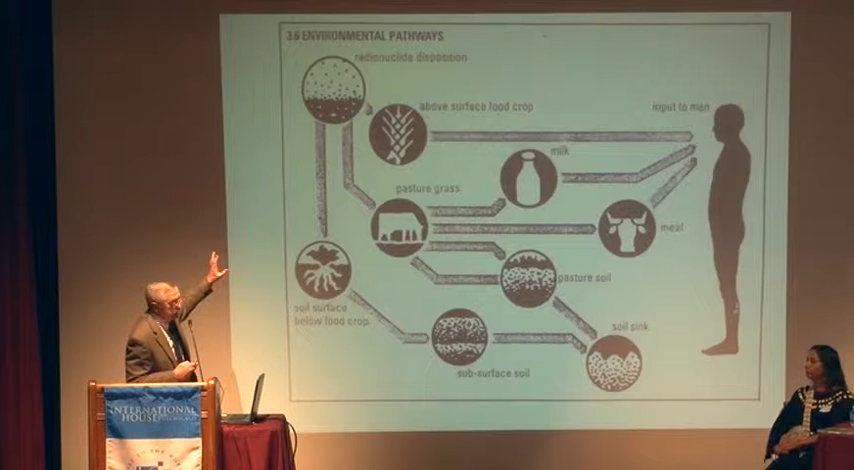 3.6 ENVIRONMENTAL PATHWAYS
radionuclide disposition
above surface food crop
input to man
milk
pasture grass
meat
pasture soil
soil surface
below food crop
soil sink
sub-surface soil
INTERNATIONAL
HOUSE